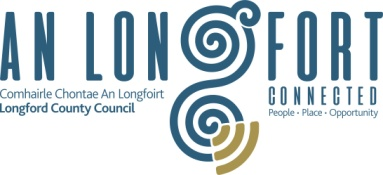 AN LONGFORT
Comhairle Chontae An Longfoirt
Longford County Council
CONNECTED
People • Place • Opportunity